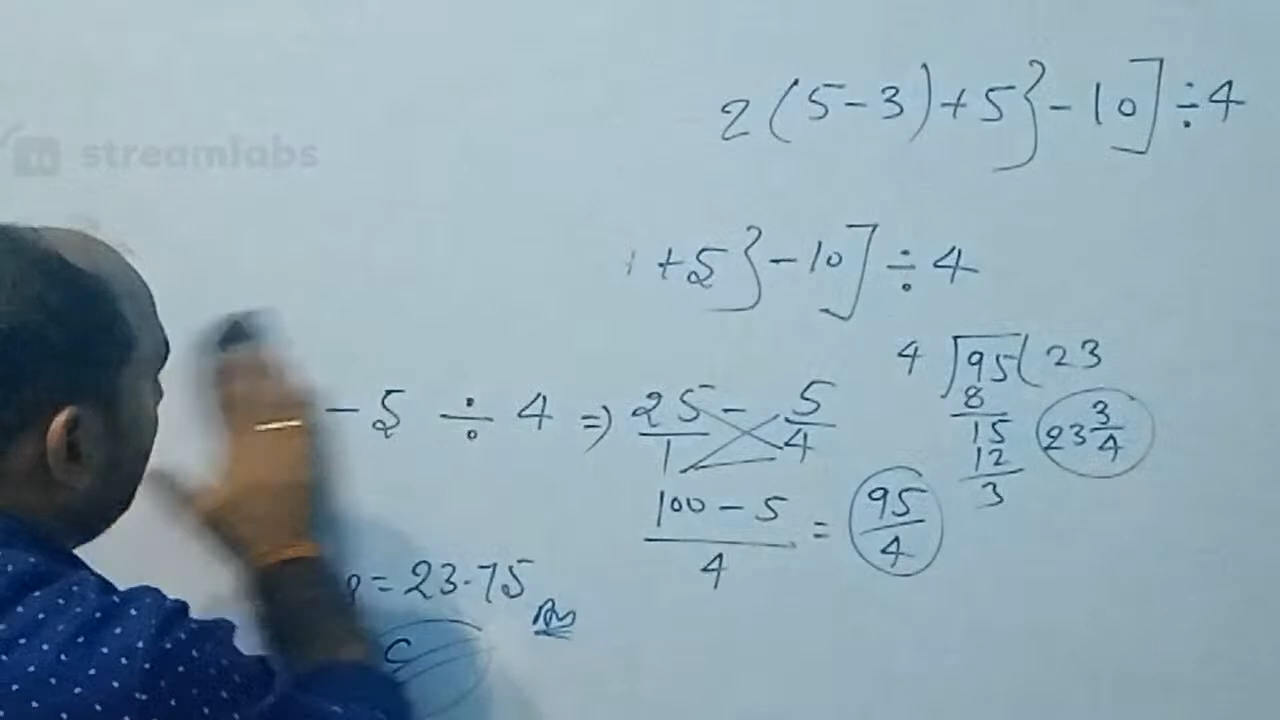 streamlabs
2(5-3)+5}-10]÷4
+5}-10]÷4
-5 ÷ 4 ⇒ 25/1 - 5/4
(100-5)/4 = 95/4
= 23.75 Ans
4 √95( 23
8
15
12
3
23 3/4